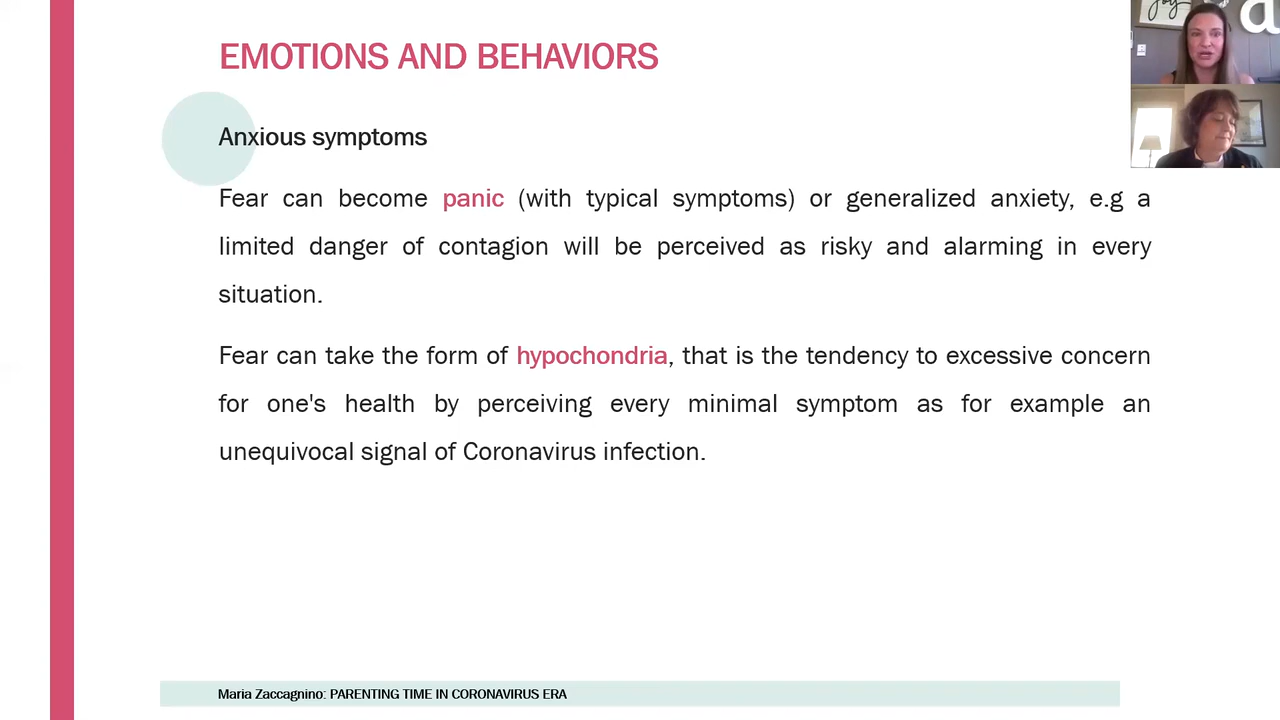 EMOTIONS AND BEHAVIORS
Anxious symptoms
Fear can become panic (with typical symptoms) or generalized anxiety, e.g a
limited danger of contagion will be perceived as risky and alarming in every
situation.
Fear can take the form of hypochondria, that is the tendency to excessive concern
for one's health by perceiving every minimal symptom as for example an
unequivocal signal of Coronavirus infection.
Maria Zaccagnino: PARENTING TIME IN CORONAVIRUS ERA
joy
a